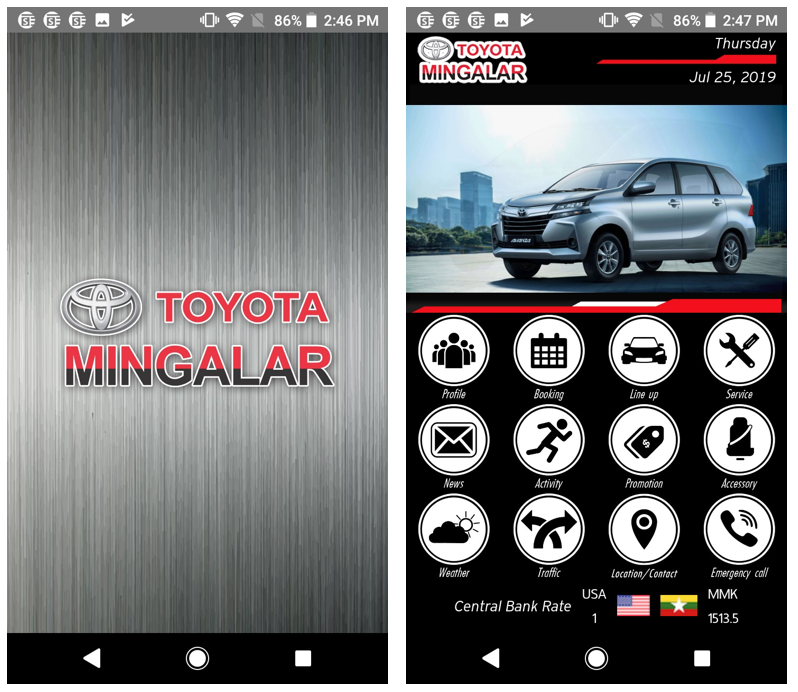 86% 2:46 PM
TOYOTA
MINGALAR
86% 2:47 PM
TOYOTA
MINGALAR
Thursday
Jul 25, 2019
Profile
Booking
Line up
Service
News
Activity
Promotion
Accessory
Weather
Traffic
Location/Contact
Emergency call
Central Bank Rate
USA
1
MMK
1513.5